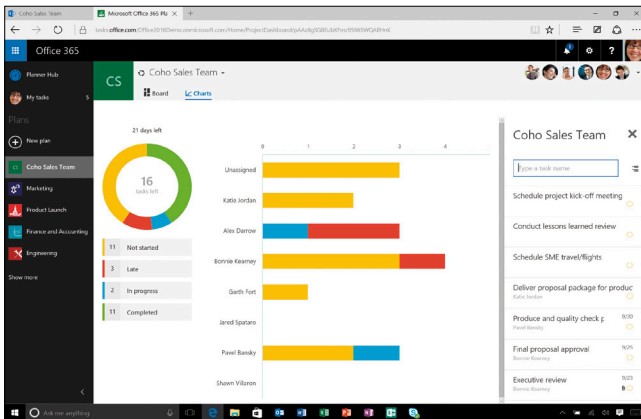 Coho Sales Team
Microsoft Office 365 Pla
Office 365
Planner Hub
My tasks 5
Plans
New plan
CS Coho Sales Team
Marketing
Product Launch
Finance and Accounting
Engineering
Show more
CS
Coho Sales Team
Board
Charts
21 days left
16
tasks left
11 Not started
3 Late
2 In progress
11 Completed
0 1 2 3 4
Unassigned
Katie Jordan
Alex Darrow
Bonnie Kearney
Garth Fort
Jared Spataro
Pavel Bansky
Shawn Villaron
Coho Sales Team
Type a task name
Schedule project kick-off meeting
Conduct lessons learned review
Schedule SME travel/flights
Deliver proposal package for produc
Katie Jordan
Produce and quality check p 9/30
Pavel Bansky
Final proposal approval 9/25
Bonnie Kearney
Executive review 9/23
Bonnie Kearney
Ask me anything